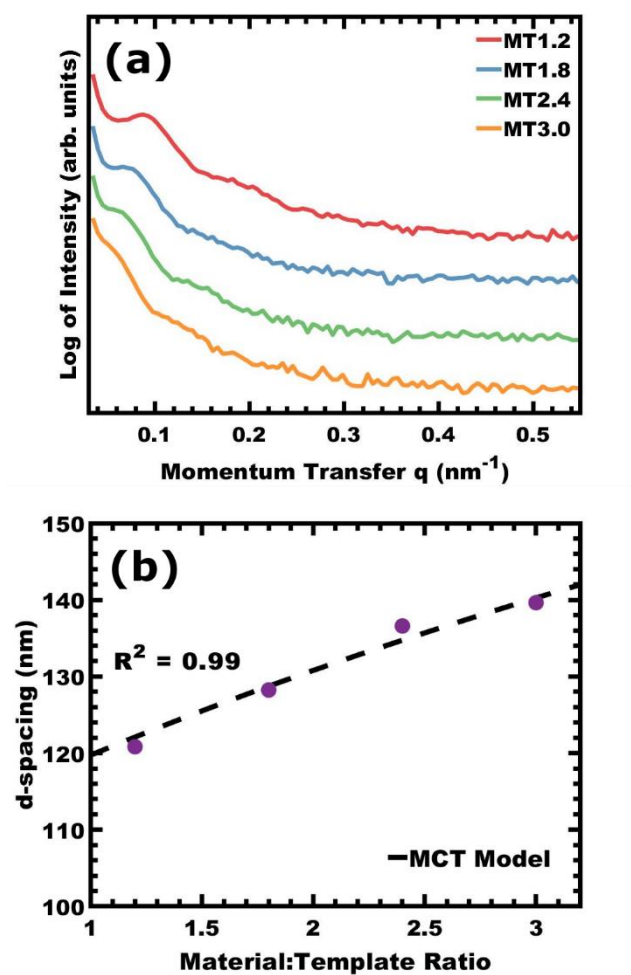 (a)
MT1.2
MT1.8
MT2.4
MT3.0
Log of Intensity (arb. units)
0.1 0.2 0.3 0.4 0.5
Momentum Transfer q (nm⁻¹)
(b)
150
140
130
120
110
100
d-spacing (nm)
R² = 0.99
MCT Model
1 1.5 2 2.5 3
Material:Template Ratio